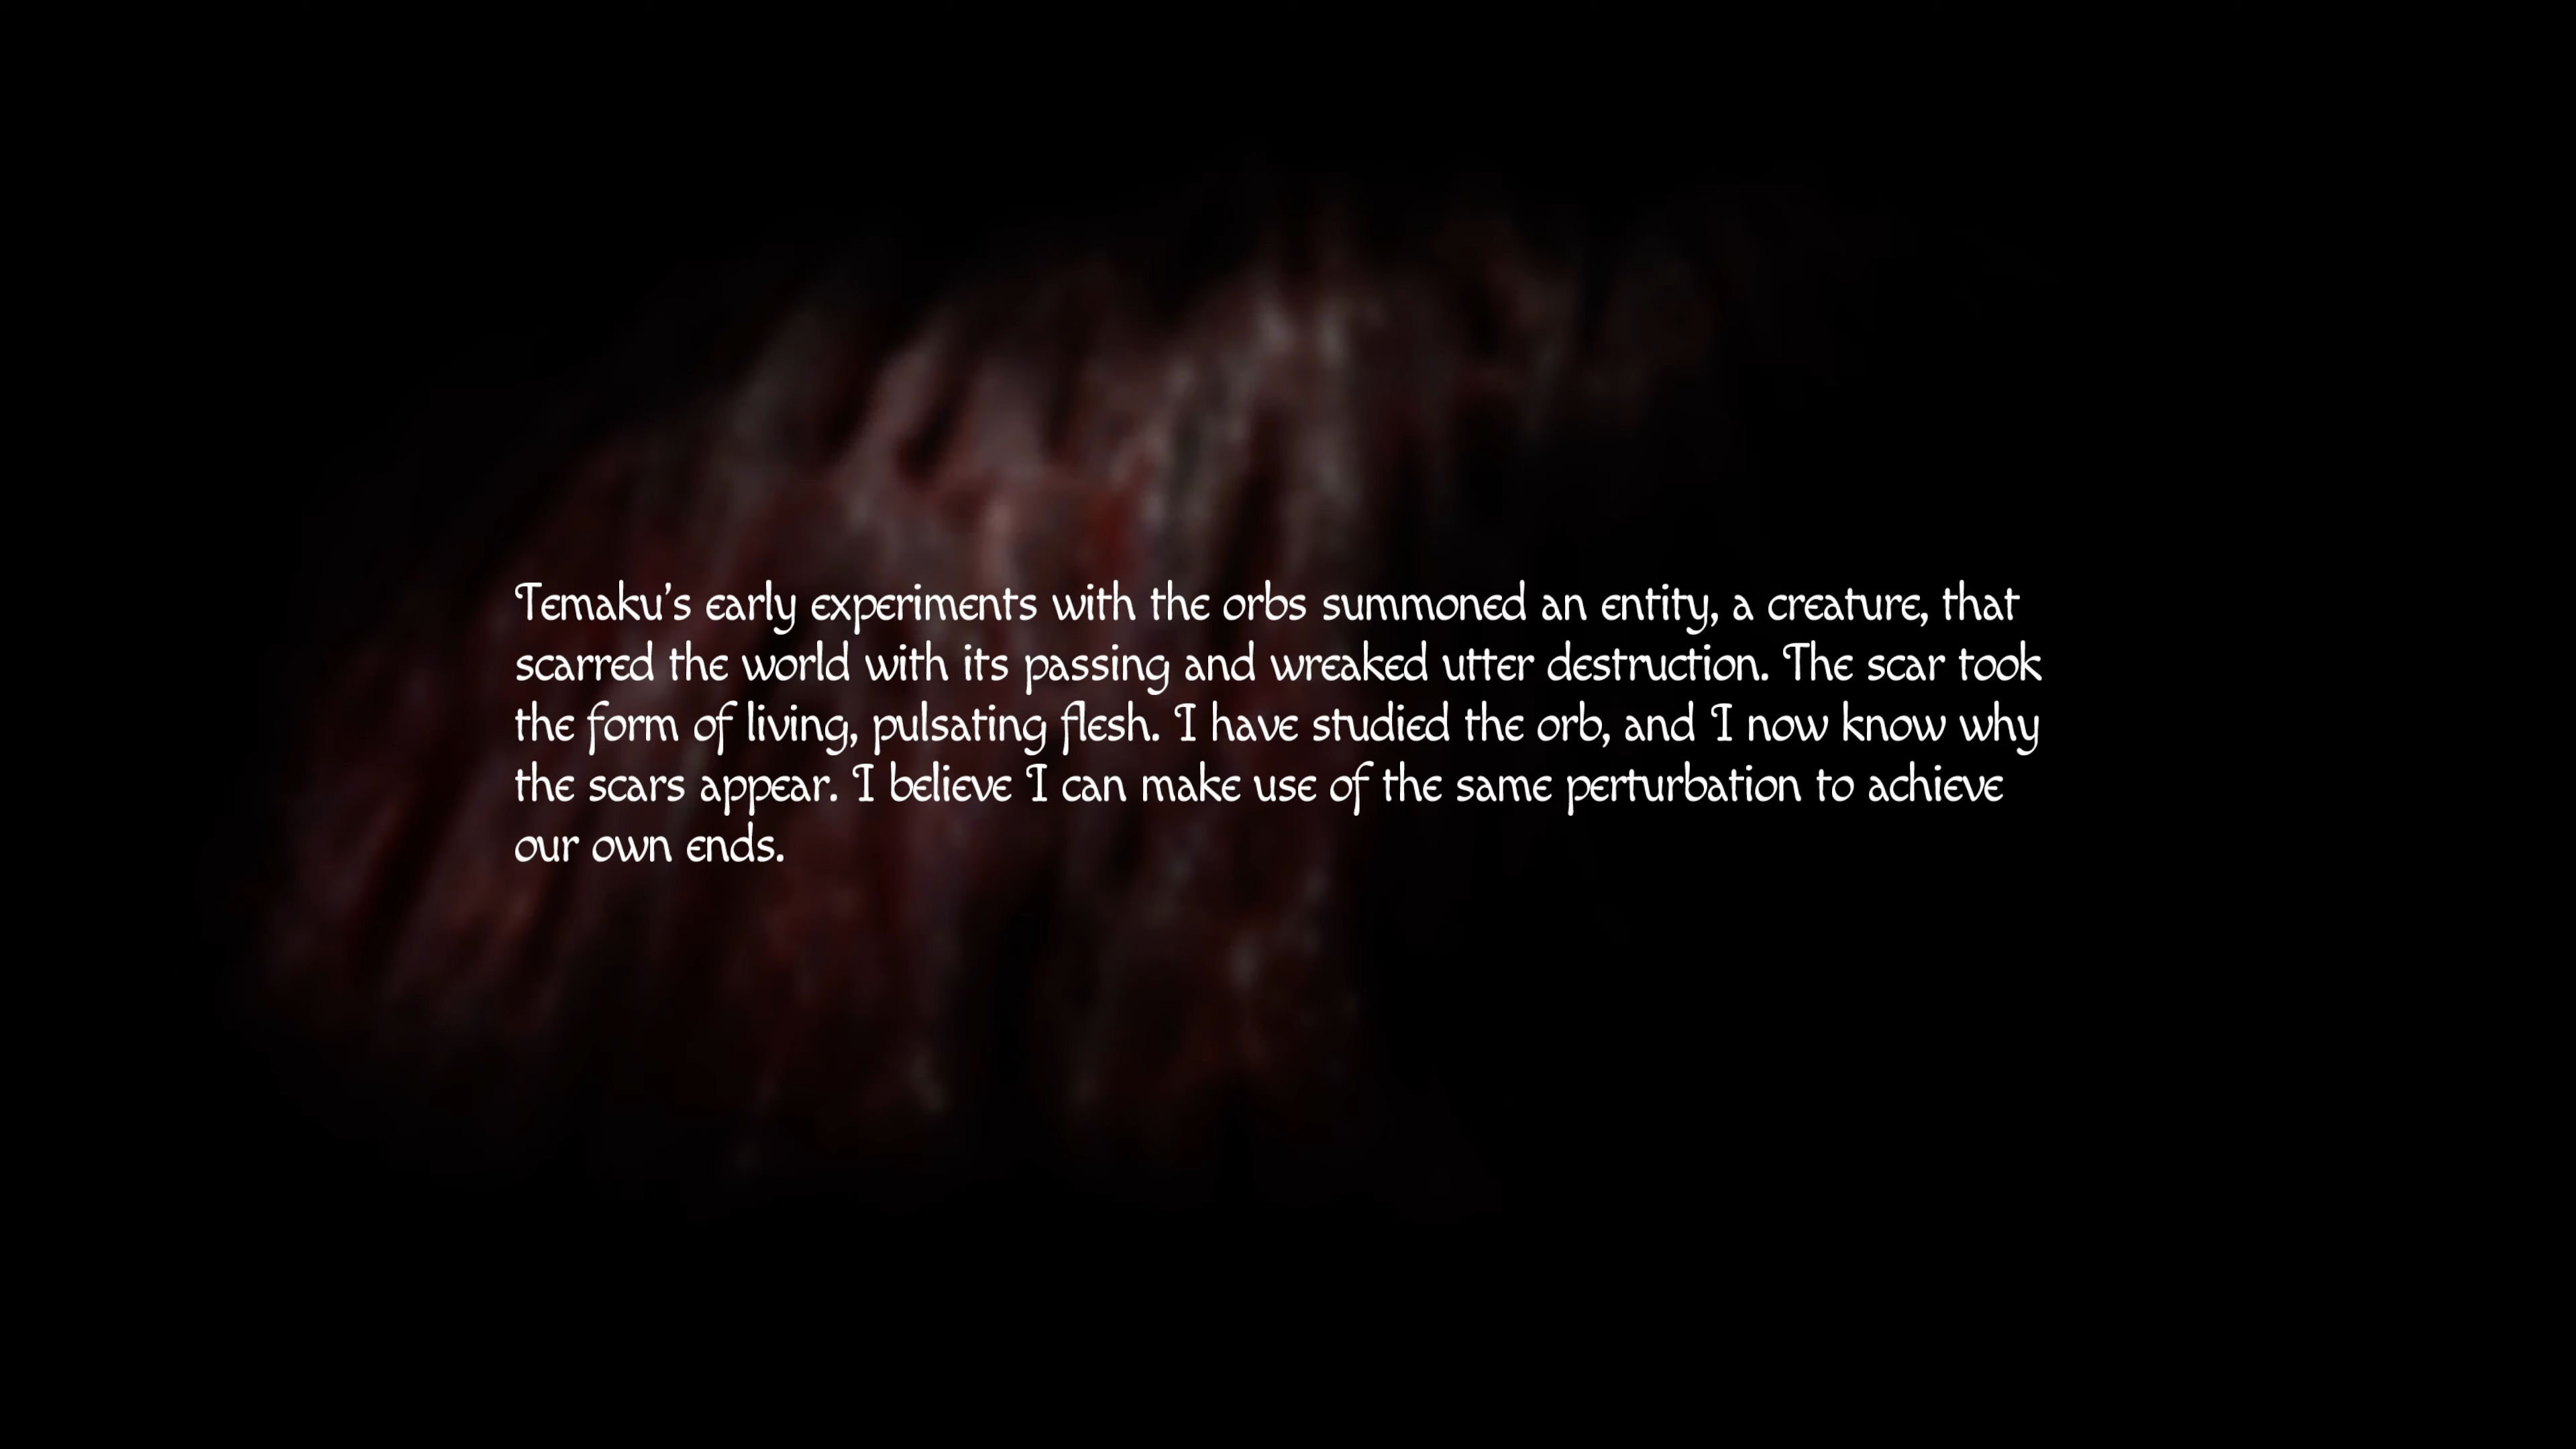 Temaku's early experiments with the orbs summoned an entity, a creature, that
scarred the world with its passing and wreaked utter destruction. The scar took
the form of living, pulsating flesh. I have studied the orb, and I now know why
the scars appear. I believe I can make use of the same perturbation to achieve
our own ends.